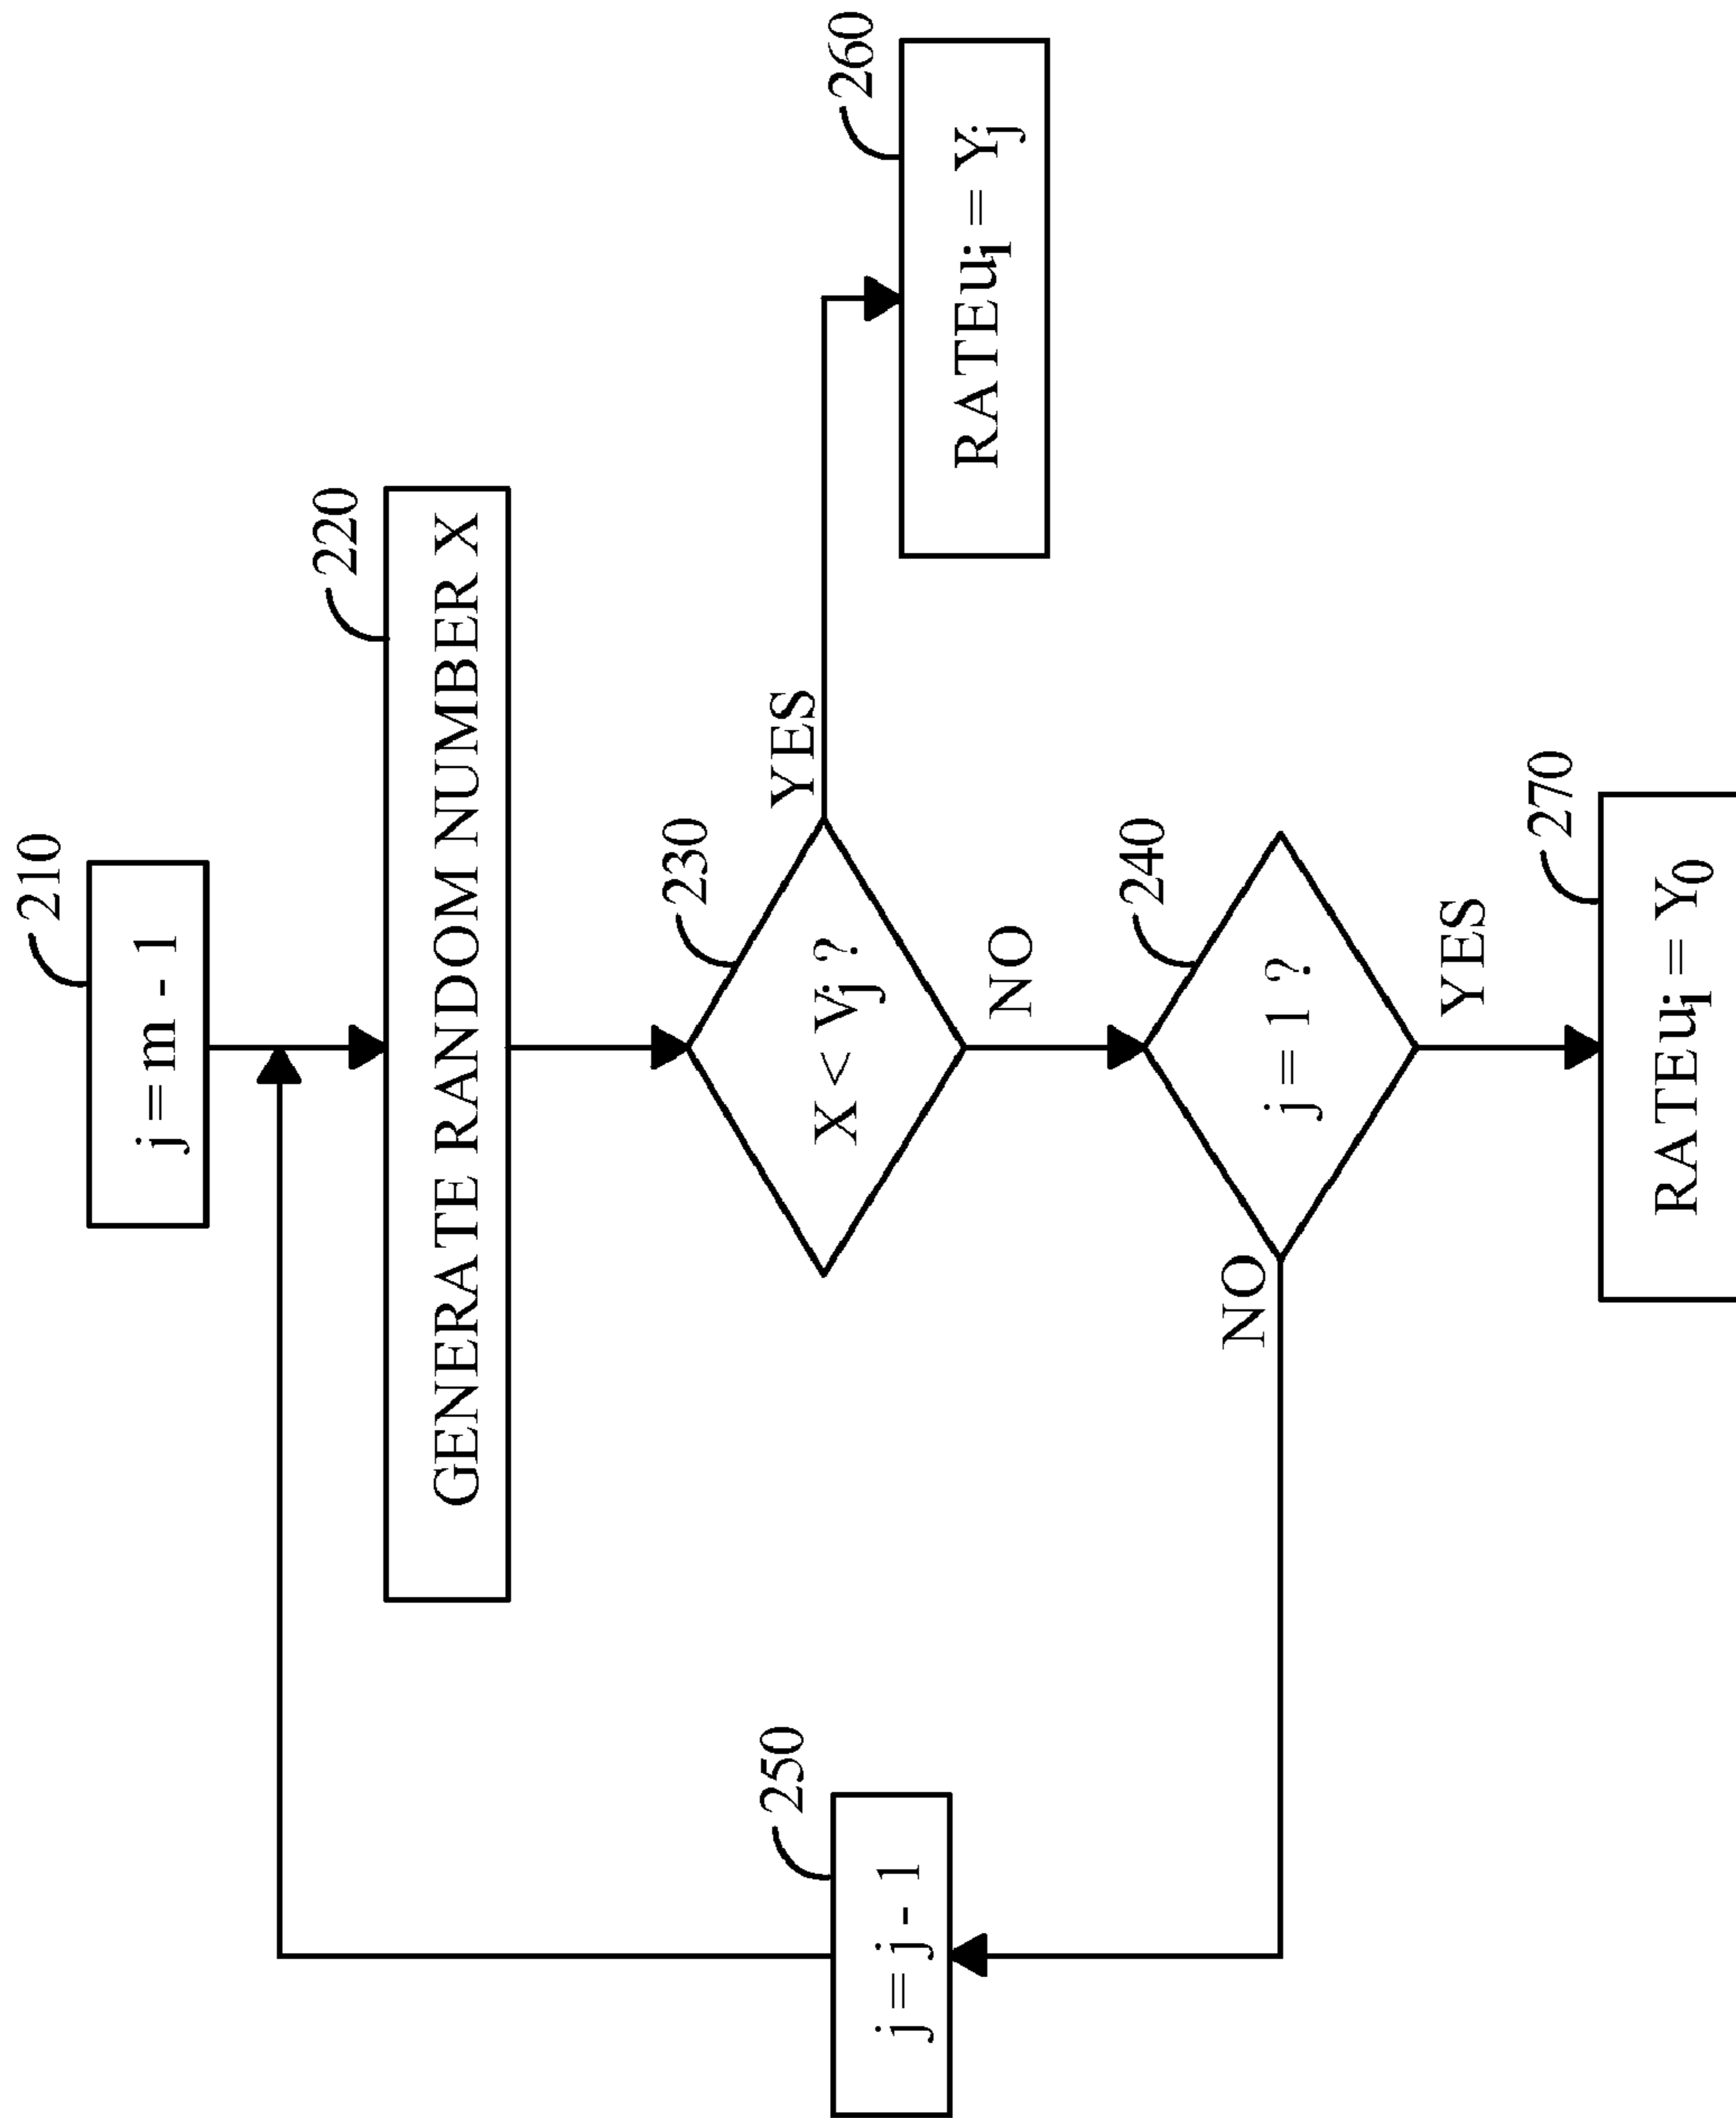 210
j = m - 1
220
GENERATE RANDOM NUMBER X
230
X < Vj ?
YES
260
RATEui = Yj
NO
240
j = 1 ?
NO
YES
250
j = j - 1
270
RATEui = Y0